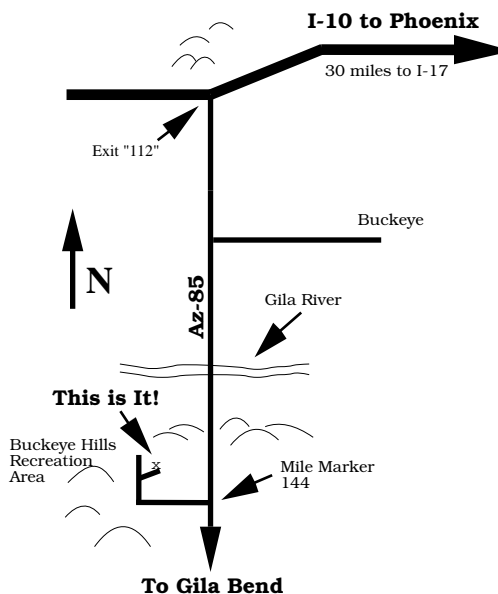 I-10 to Phoenix
30 miles to I-17
Exit "112"
Buckeye
N
Az-85
Gila River
This is It!
Buckeye Hills
Recreation
Area
x
Mile Marker
144
To Gila Bend